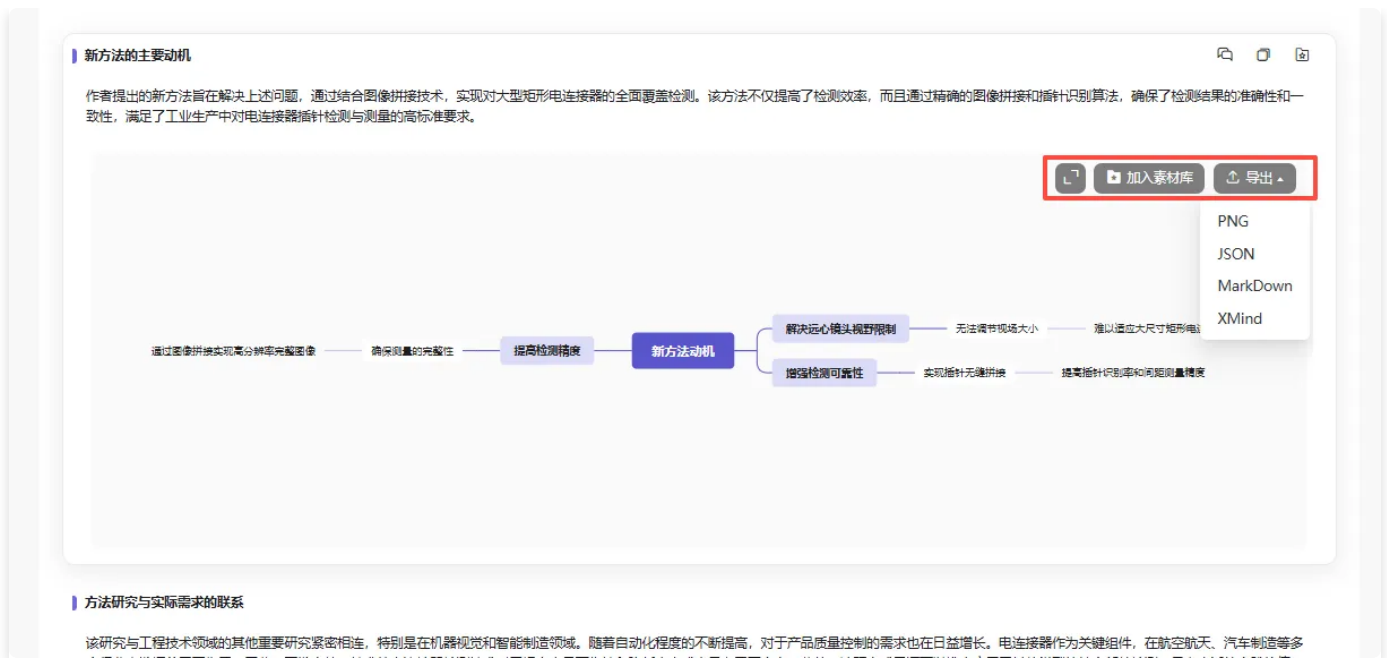 新方法的主要动机
作者提出的新方法旨在解决上述问题，通过结合图像拼接技术，实现对大型矩形电连接器的全面覆盖检测。该方法不仅提高了检测效率，而且通过精确的图像拼接和插针识别算法，确保了检测结果的准确性和一
致性，满足了工业生产中对电连接器插针检测与测量的高标准要求。
加入素材库
导出
PNG
JSON
MarkDown
XMind
通过图像拼接实现高分辨率完整图像
确保测量的完整性
提高检测精度
新方法动机
解决远心镜头视野限制
无法调节视场大小
难以适应大尺寸矩形电
增强检测可靠性
实现插针无缝拼接
提高插针识别率和间距测量精度
方法研究与实际需求的联系
该研究与工程技术领域的其他重要研究紧密相连，特别是在机器视觉和智能制造领域。随着自动化程度的不断提高，对于产品质量控制的需求也在日益增长。电连接器作为关键组件，在航空航天、汽车制造等多